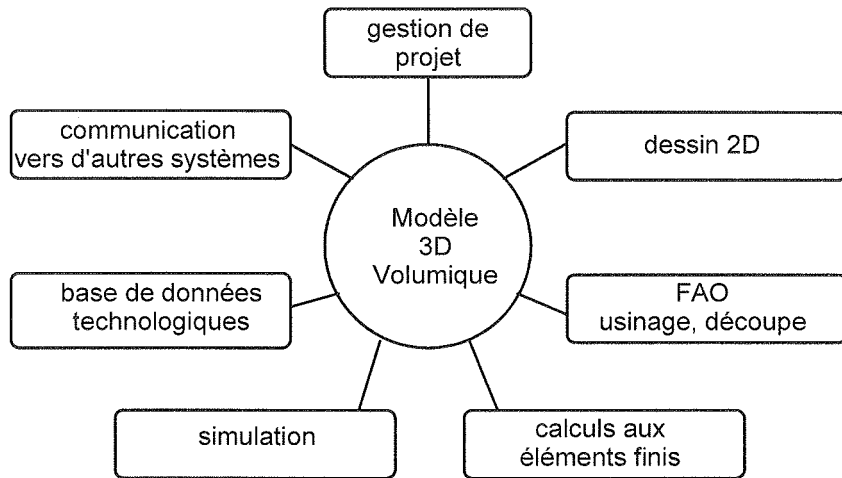 gestion de
projet
communication
vers d'autres systèmes
dessin 2D
Modèle
3D
Volumique
base de données
technologiques
FAO
usinage, découpe
simulation
calculs aux
éléments finis